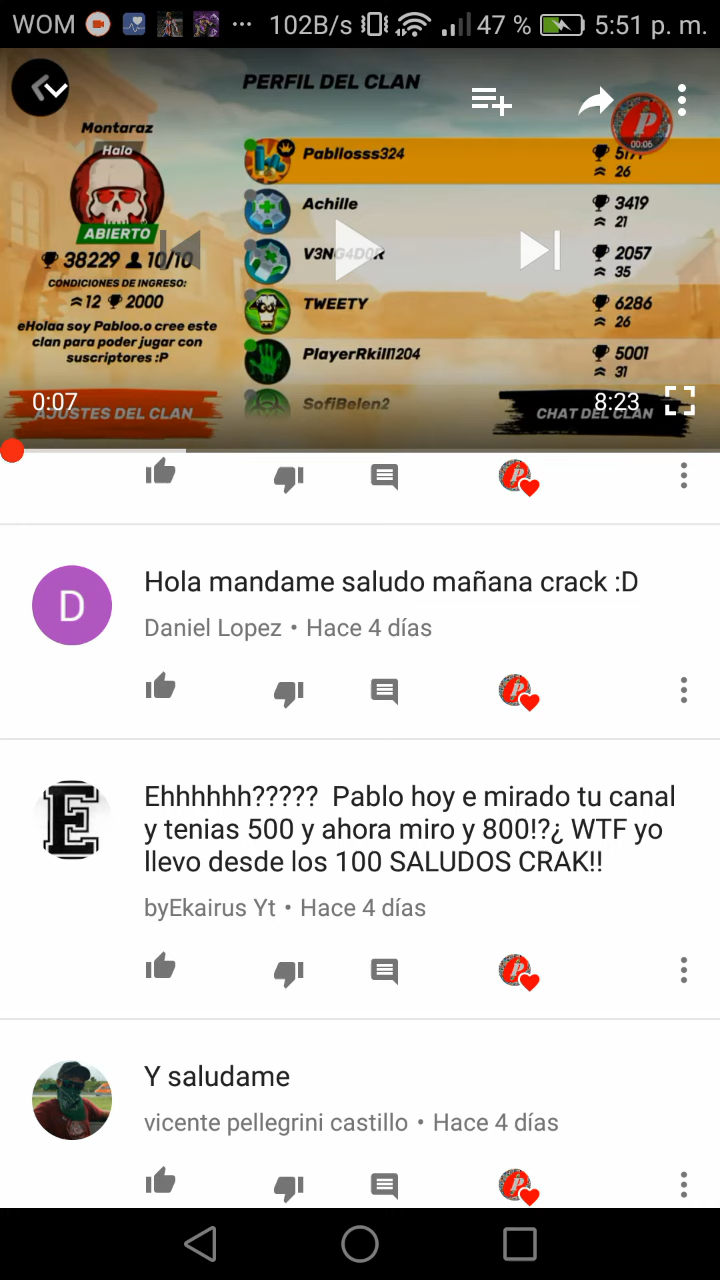 WOM
102B/s
47 %
5:51 p. m.
PERFIL DEL CLAN
Montaraz
Halo
ABIERTO
38229 10/10
CONDICIONES DE INGRESO:
12 2000
eHolaa soy Pabloo.o cree este
clan para poder jugar con
suscriptores :P
AJUSTES DEL CLAN
Pabllosss324
26
00:06
Achille
3419
21
V3NG4D0R
2057
35
TWEETY
6286
26
PlayerRkill1204
5001
31
SofiBelen2
CHAT DEL CLAN
0:07
8:23
Hola mandame saludo mañana crack :D
Daniel Lopez • Hace 4 días
Ehhhhhh????? Pablo hoy e mirado tu canal
y tenias 500 y ahora miro y 800!?¿ WTF yo
llevo desde los 100 SALUDOS CRAK!!
byEkairus Yt • Hace 4 días
Y saludame
vicente pellegrini castillo • Hace 4 días
D
E